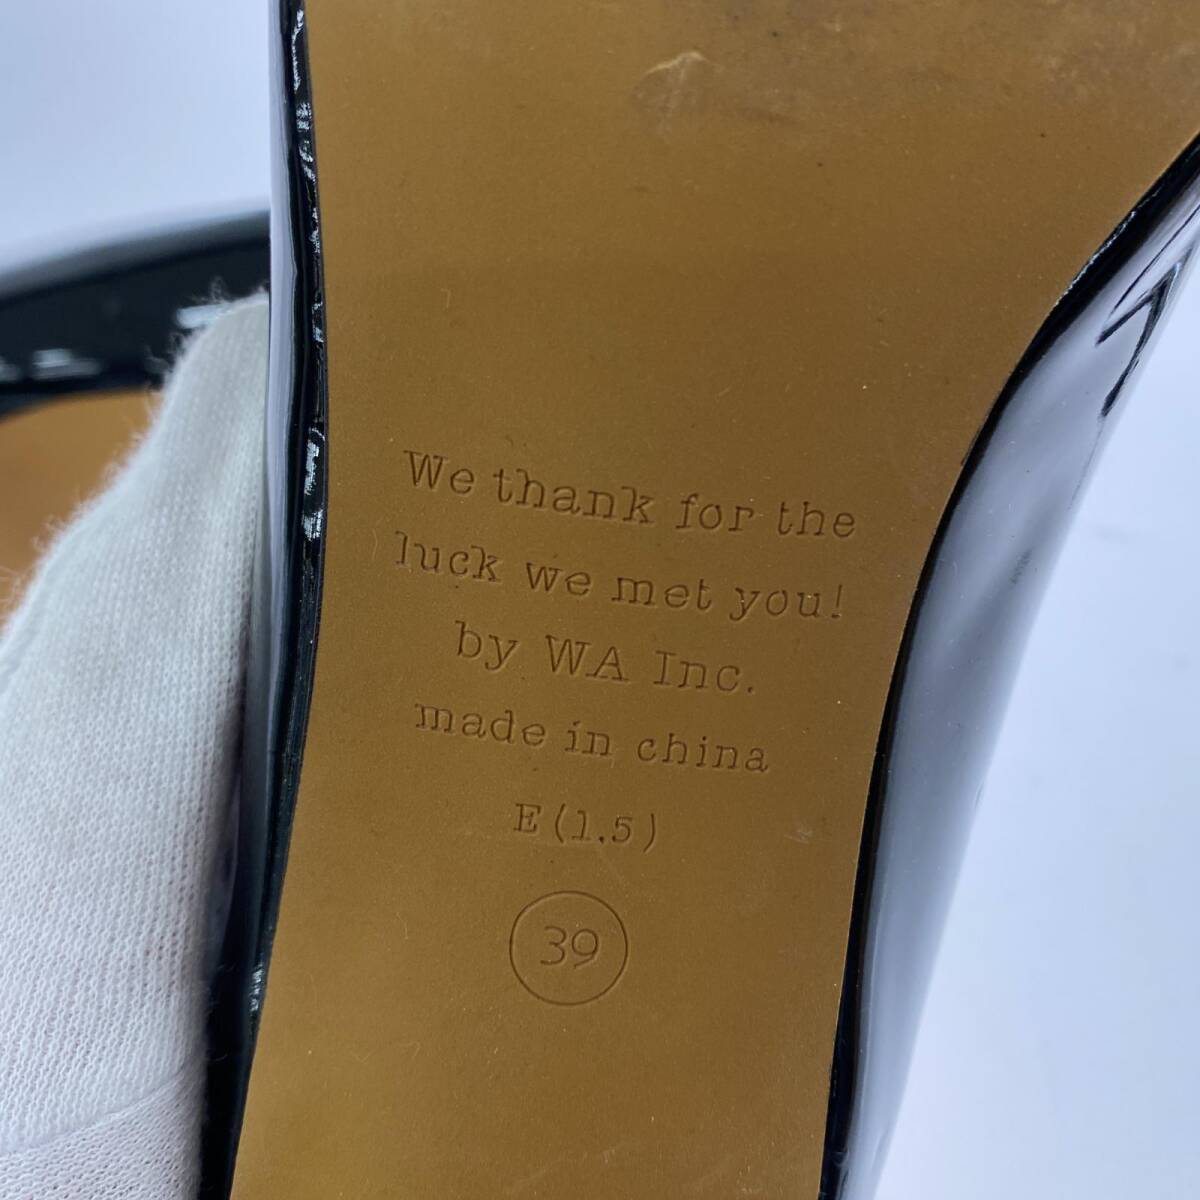 We thank for the
luck we met you!
by WA Inc.
made in china
E(1.5)
39